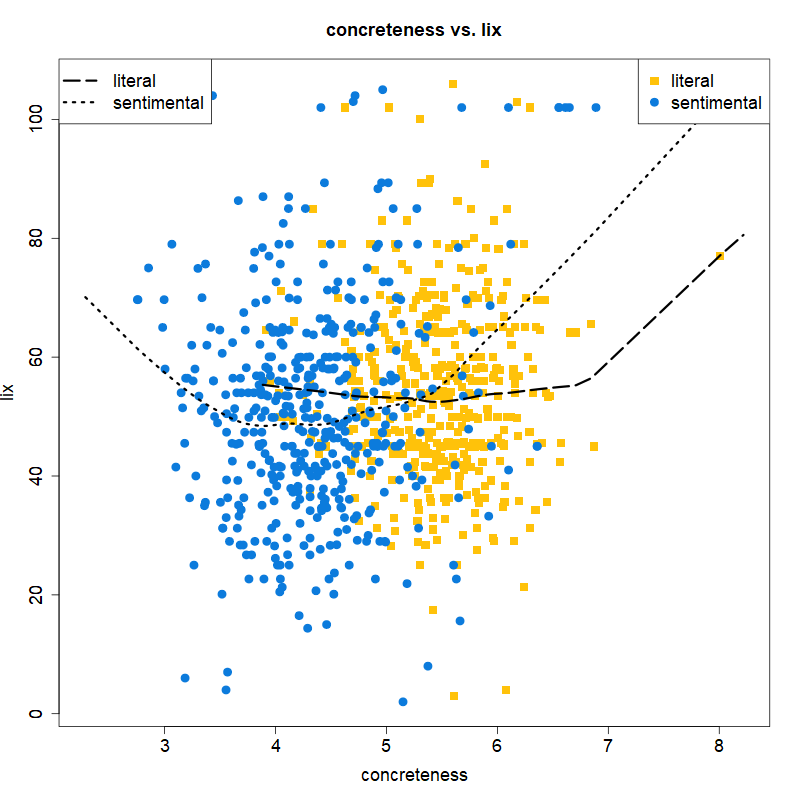 concreteness vs. lix
literal
sentimental
literal
sentimental
lix
100
80
60
40
20
0
3 4 5 6 7 8
concreteness